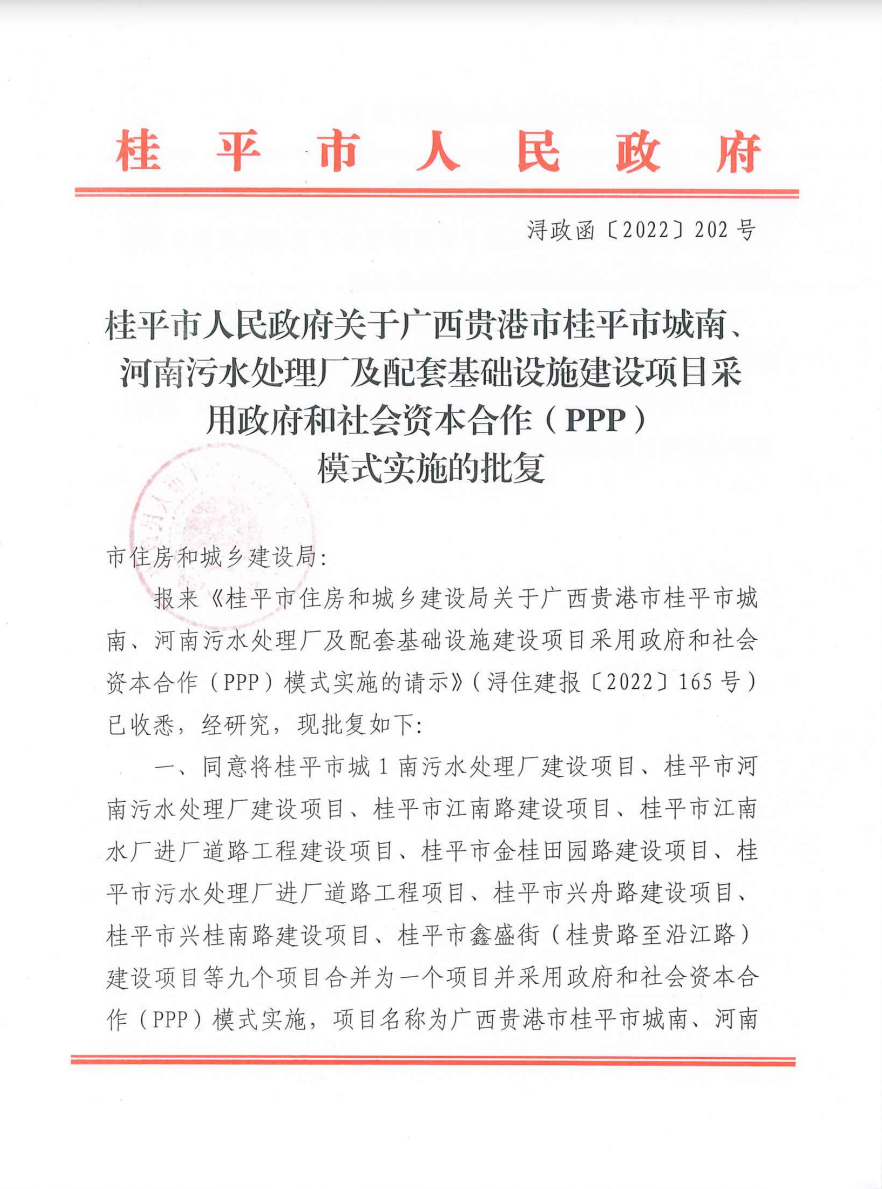 桂平市人民政府
浔政函〔2022〕202号
桂平市人民政府关于广西贵港市桂平市城南、
河南污水处理厂及配套基础设施建设项目采
用政府和社会资本合作（PPP）
模式实施的批复
市住房和城乡建设局：
报来《桂平市住房和城乡建设局关于广西贵港市桂平市城
南、河南污水处理厂及配套基础设施建设项目采用政府和社会
资本合作（PPP）模式实施的请示》（浔住建报〔2022〕165号）
已收悉，经研究，现批复如下：
一、同意将桂平市城1南污水处理厂建设项目、桂平市河
南污水处理厂建设项目、桂平市江南路建设项目、桂平市江南
水厂进厂道路工程建设项目、桂平市金桂田园路建设项目、桂
平市污水处理厂进厂道路工程项目、桂平市兴舟路建设项目、
桂平市兴桂南路建设项目、桂平市鑫盛街（桂贵路至沿江路）
建设项目等九个项目合并为一个项目并采用政府和社会资本合
作（PPP）模式实施，项目名称为广西贵港市桂平市城南、河南